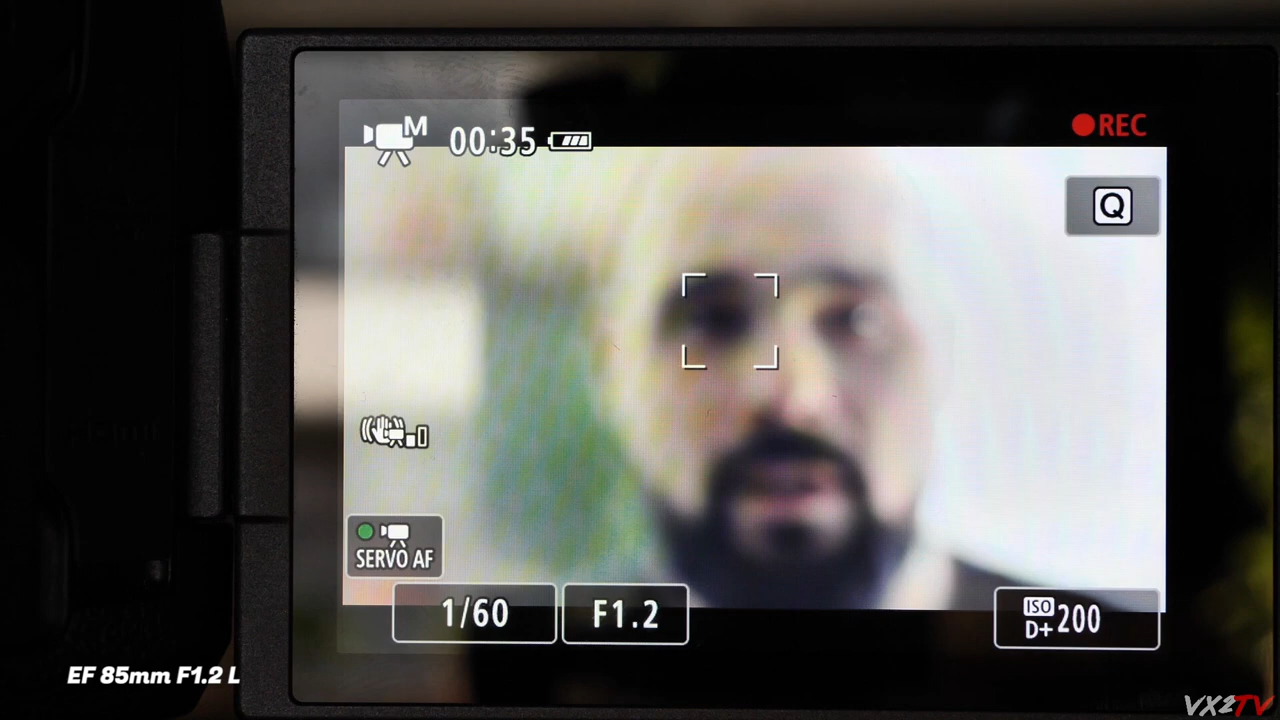 M
00:35
REC
Q
SERVO AF
1/60
F1.2
ISO
D+
200
EF 85mm F1.2 L
VX2TV